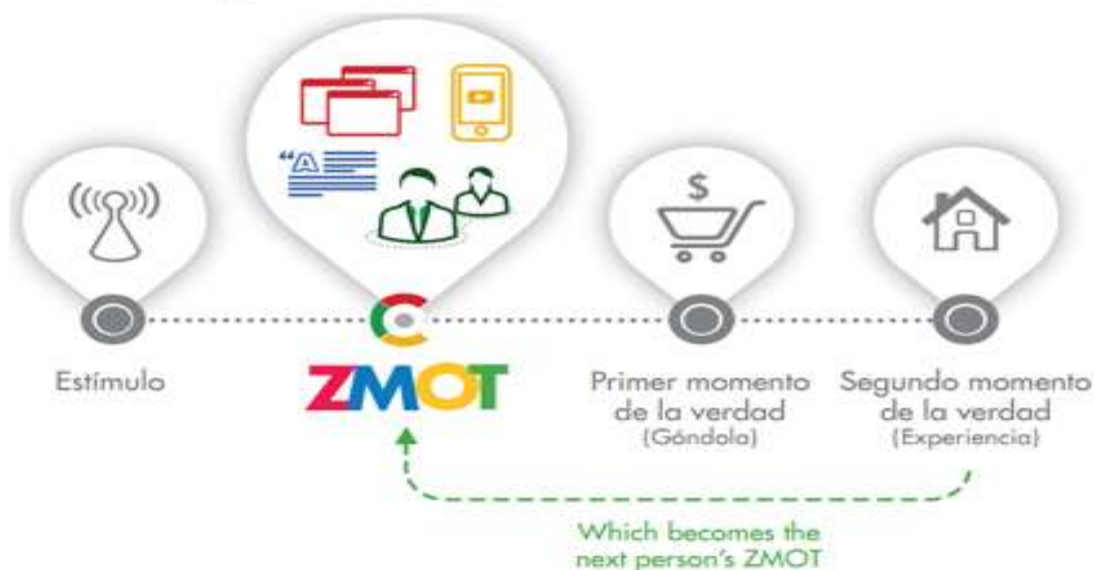 $
“A
Estímulo
ZMOT
Primer momento
de la verdad
(Góndola)
Segundo momento
de la verdad
(Experiencia)
Which becomes the
next person's ZMOT